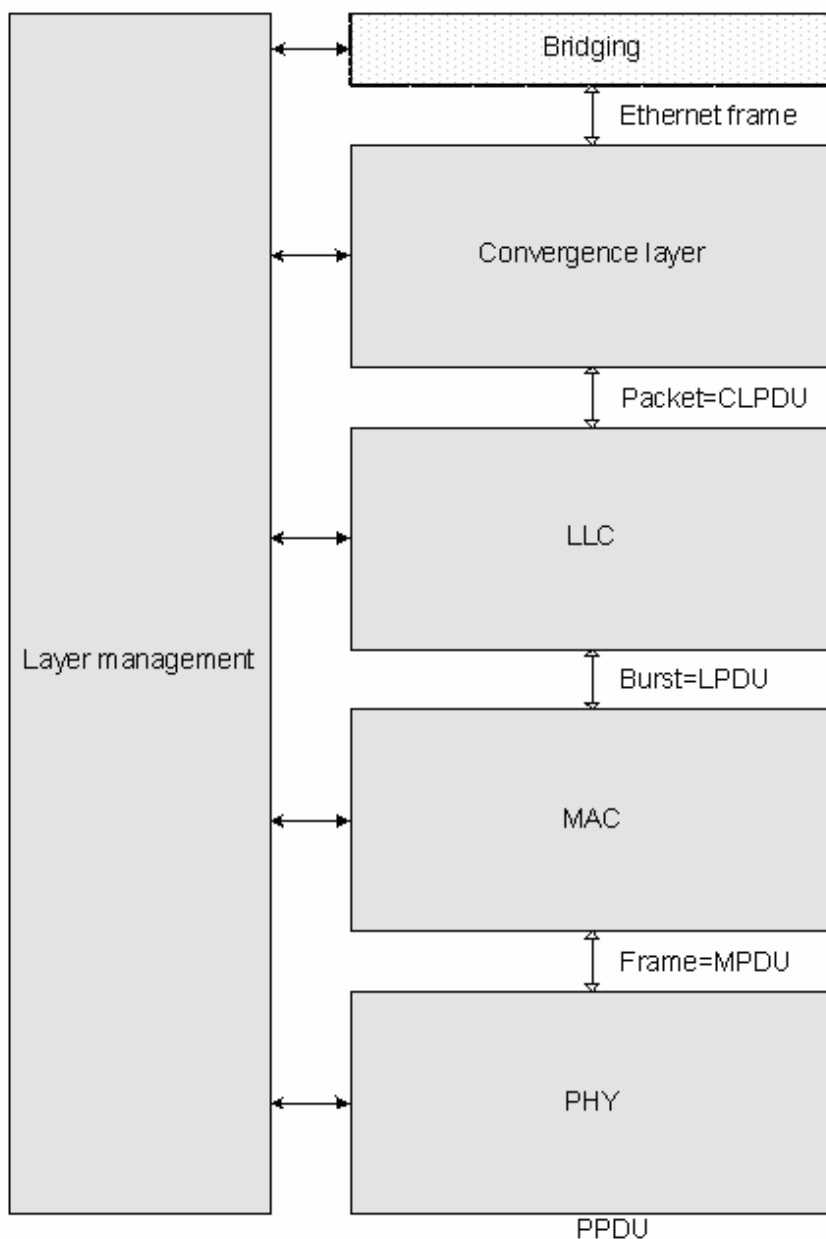 Bridging
Ethernet frame
Convergence layer
Packet=CLPDU
LLC
Burst=LPDU
Layer management
MAC
Frame=MPDU
PHY
PPDU